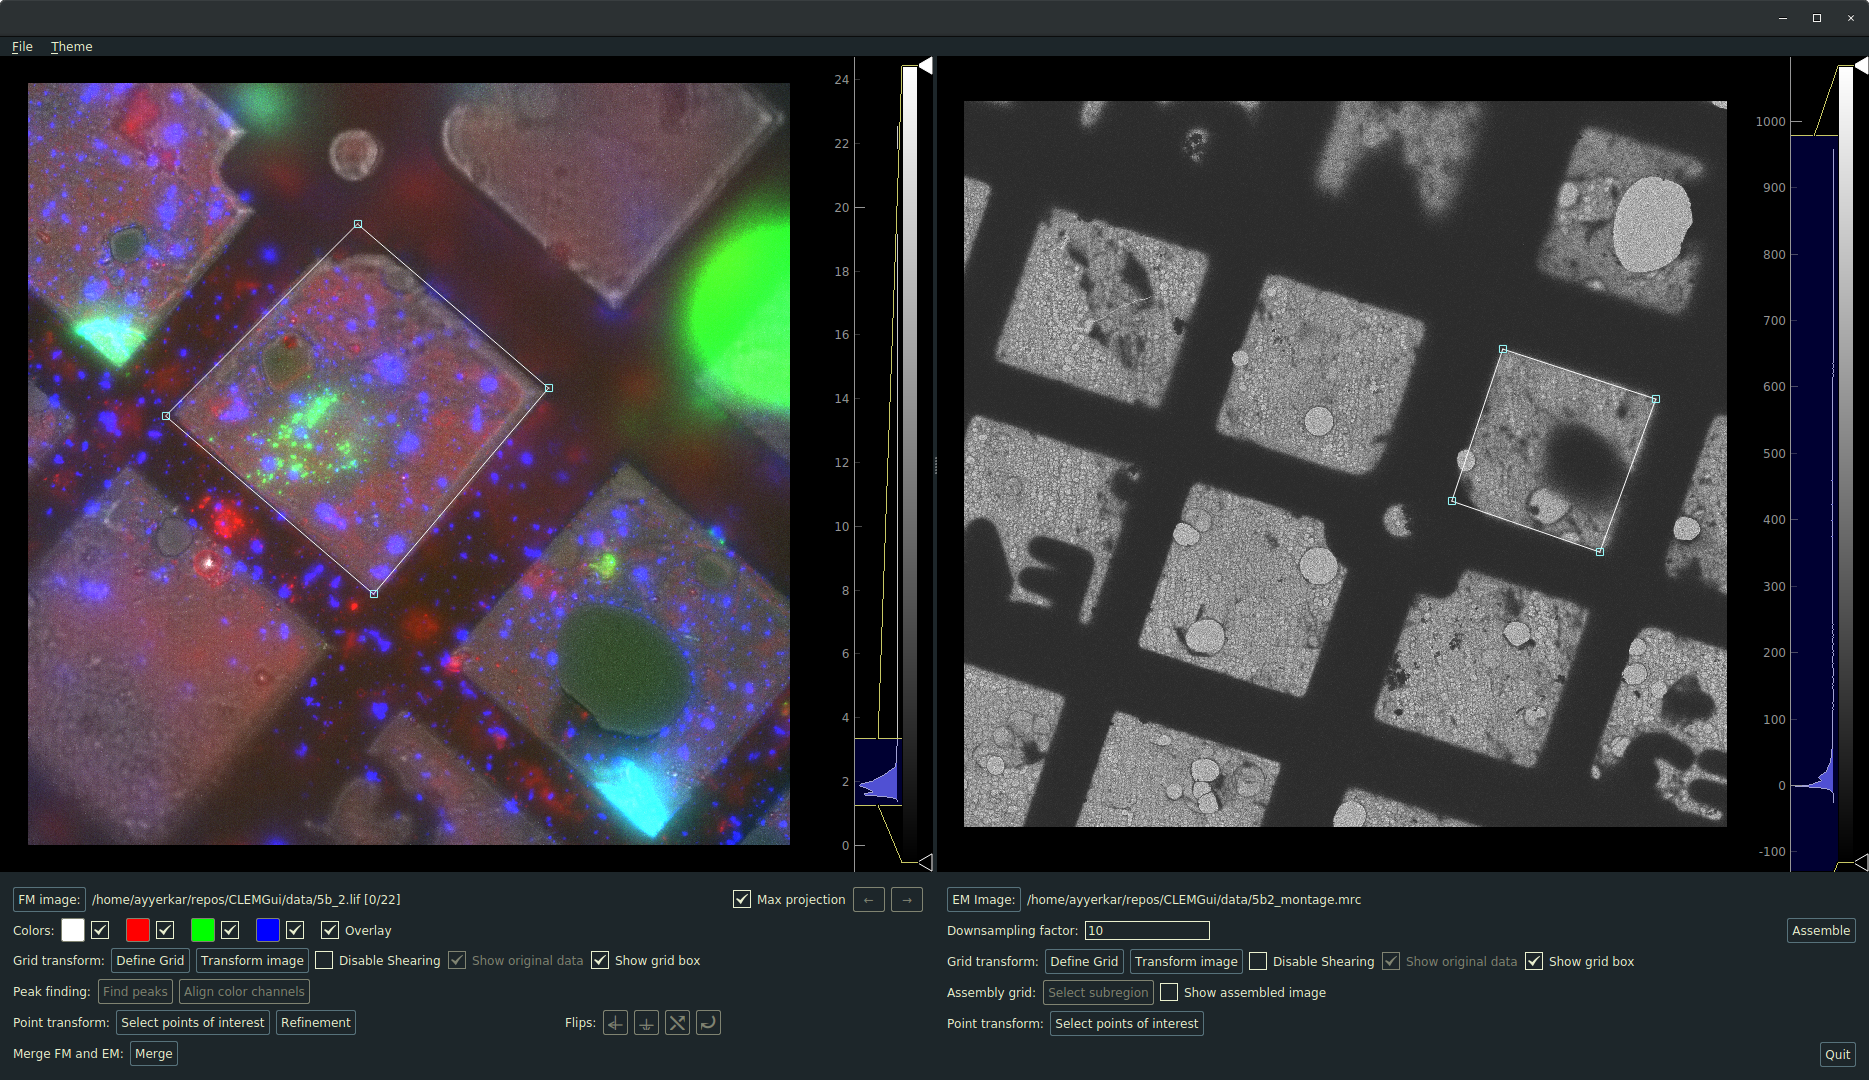 File Theme
24
22
20
18
16
14
12
10
8
6
4
2
0
1000
900
800
700
600
500
400
300
200
100
0
-100
FM image: /home/ayyerkar/repos/CLEMGui/data/5b_2.lif [0/22] Max projection ← →
Colors: Overlay
Grid transform: Define Grid Transform image Disable Shearing Show original data Show grid box
Peak finding: Find peaks Align color channels
Point transform: Select points of interest Refinement Flips:
Merge FM and EM: Merge
EM Image: /home/ayyerkar/repos/CLEMGui/data/5b2_montage.mrc
Downsampling factor: 10 Assemble
Grid transform: Define Grid Transform image Disable Shearing Show original data Show grid box
Assembly grid: Select subregion Show assembled image
Point transform: Select points of interest
Quit